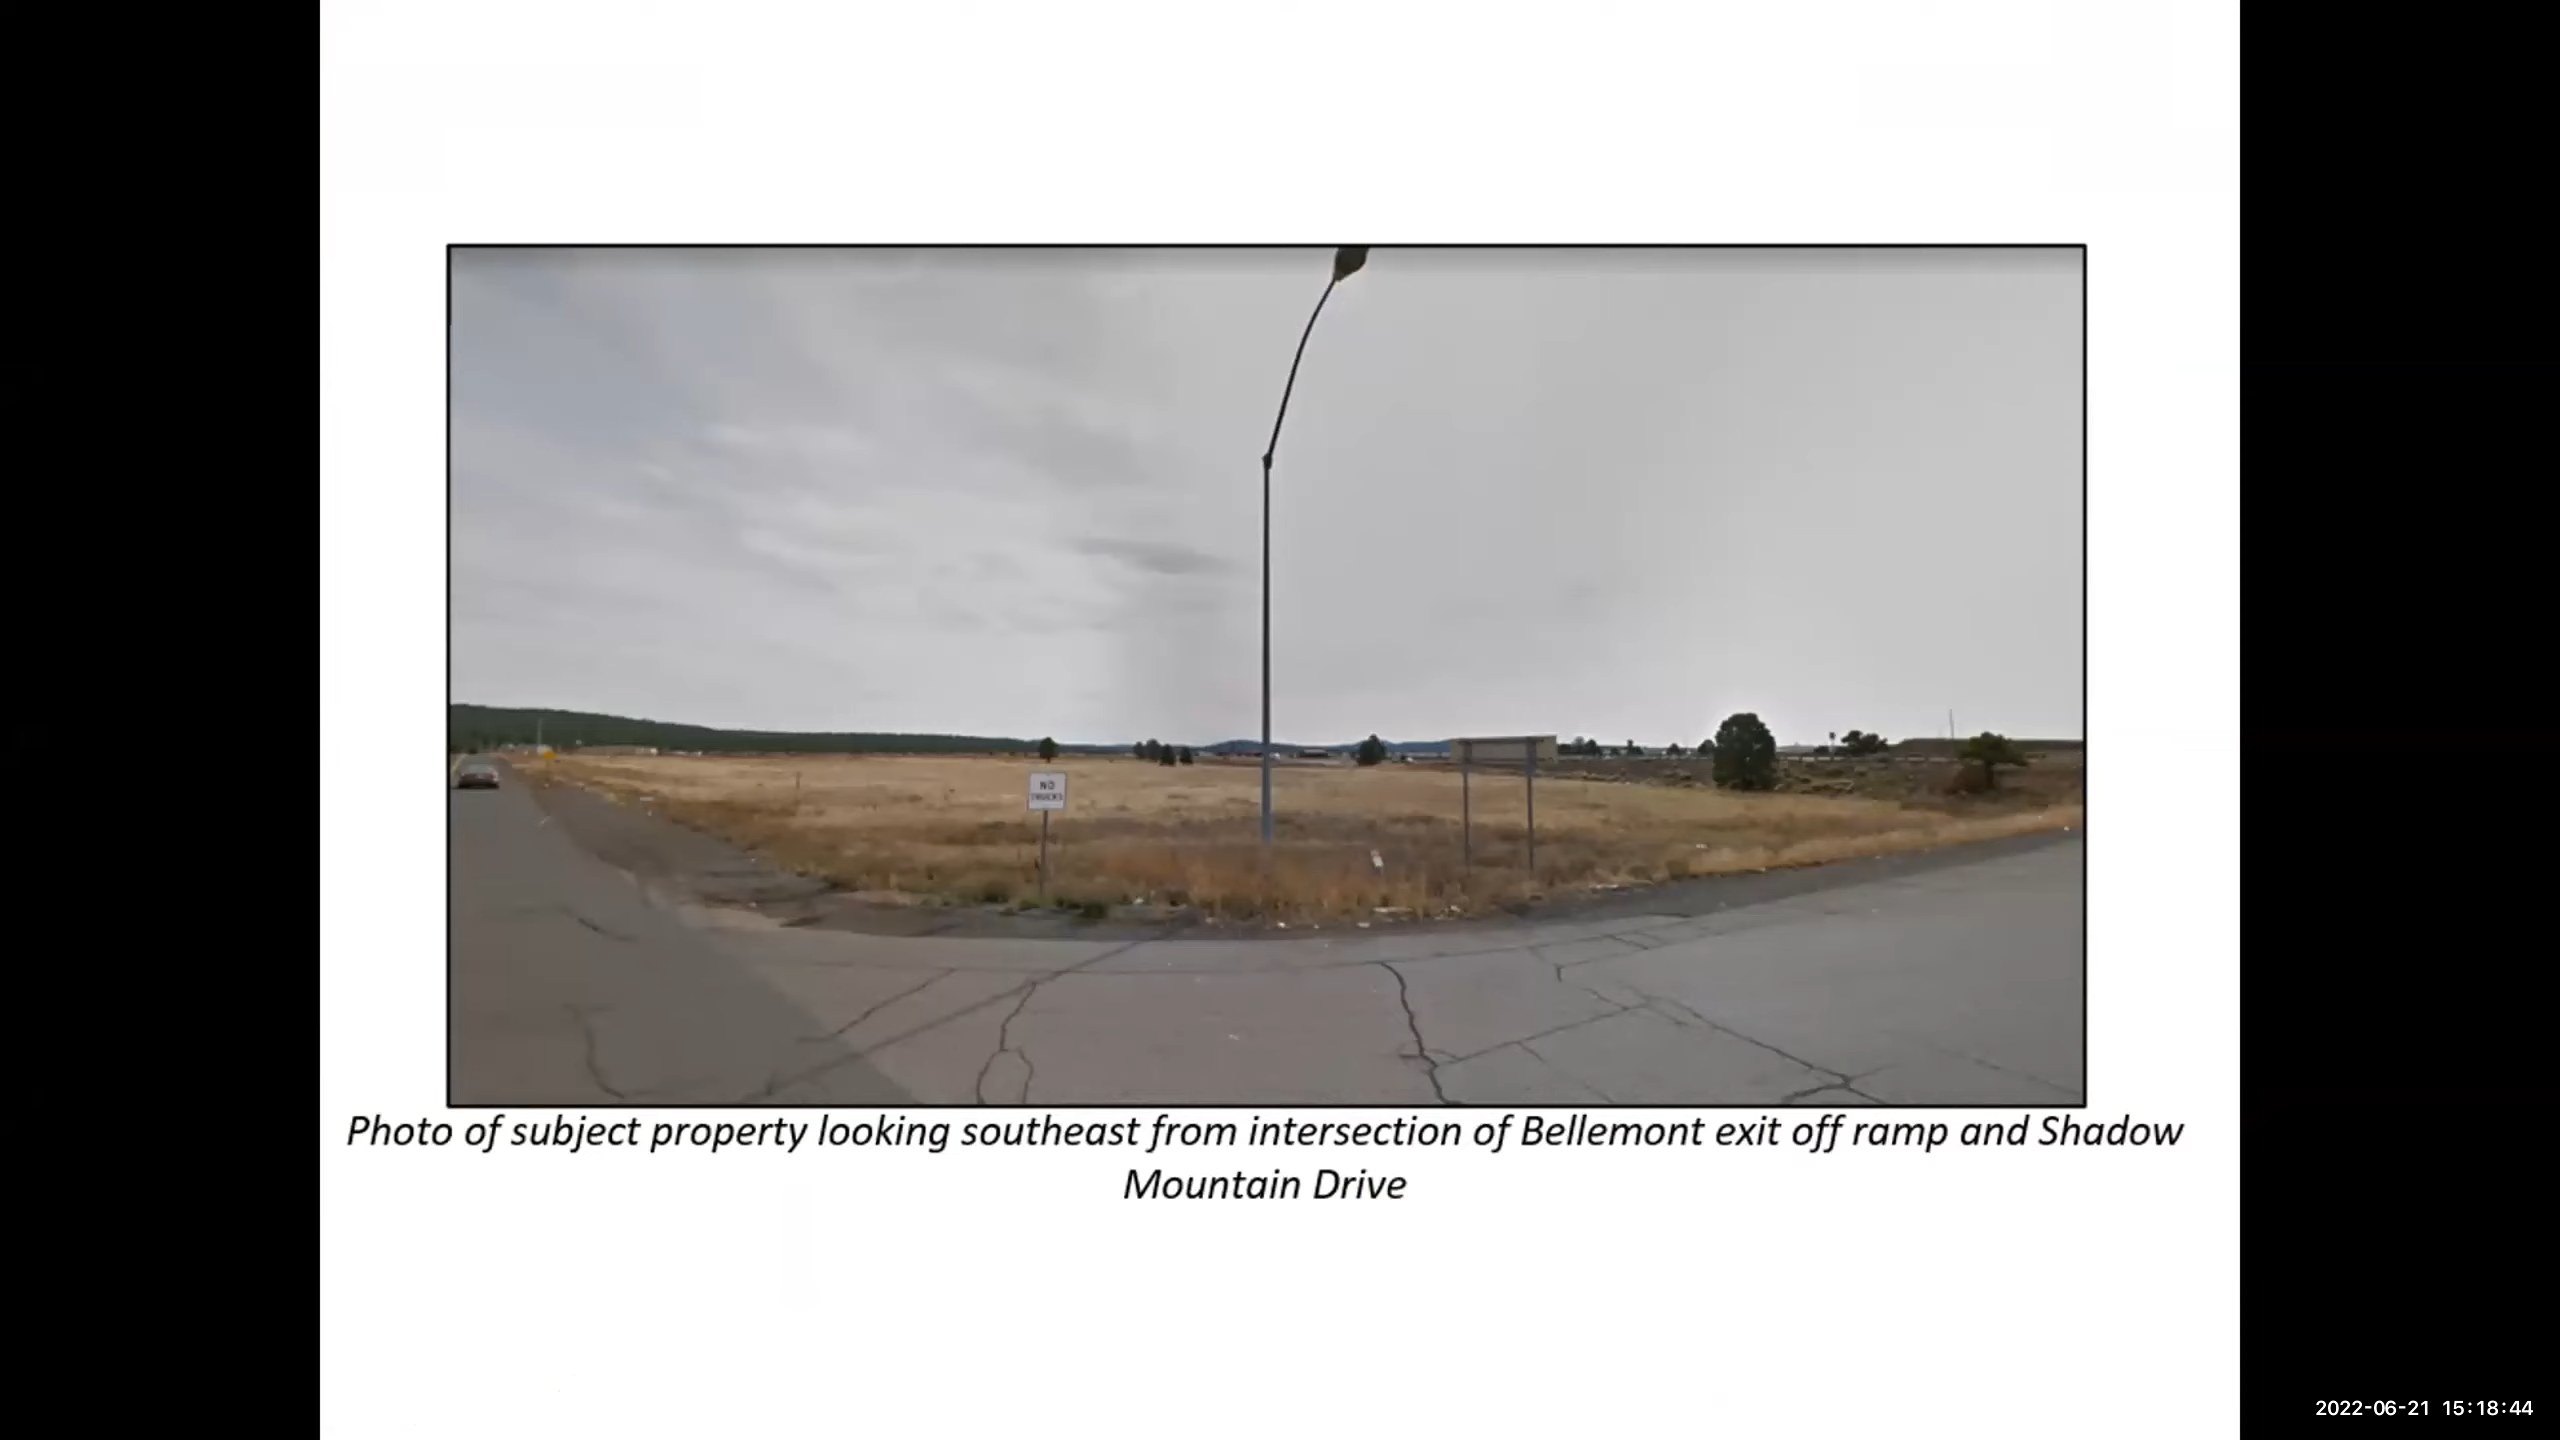 NO
TRUCKS
Photo of subject property looking southeast from intersection of Bellemont exit off ramp and Shadow
Mountain Drive
2022-06-21 15:18:44